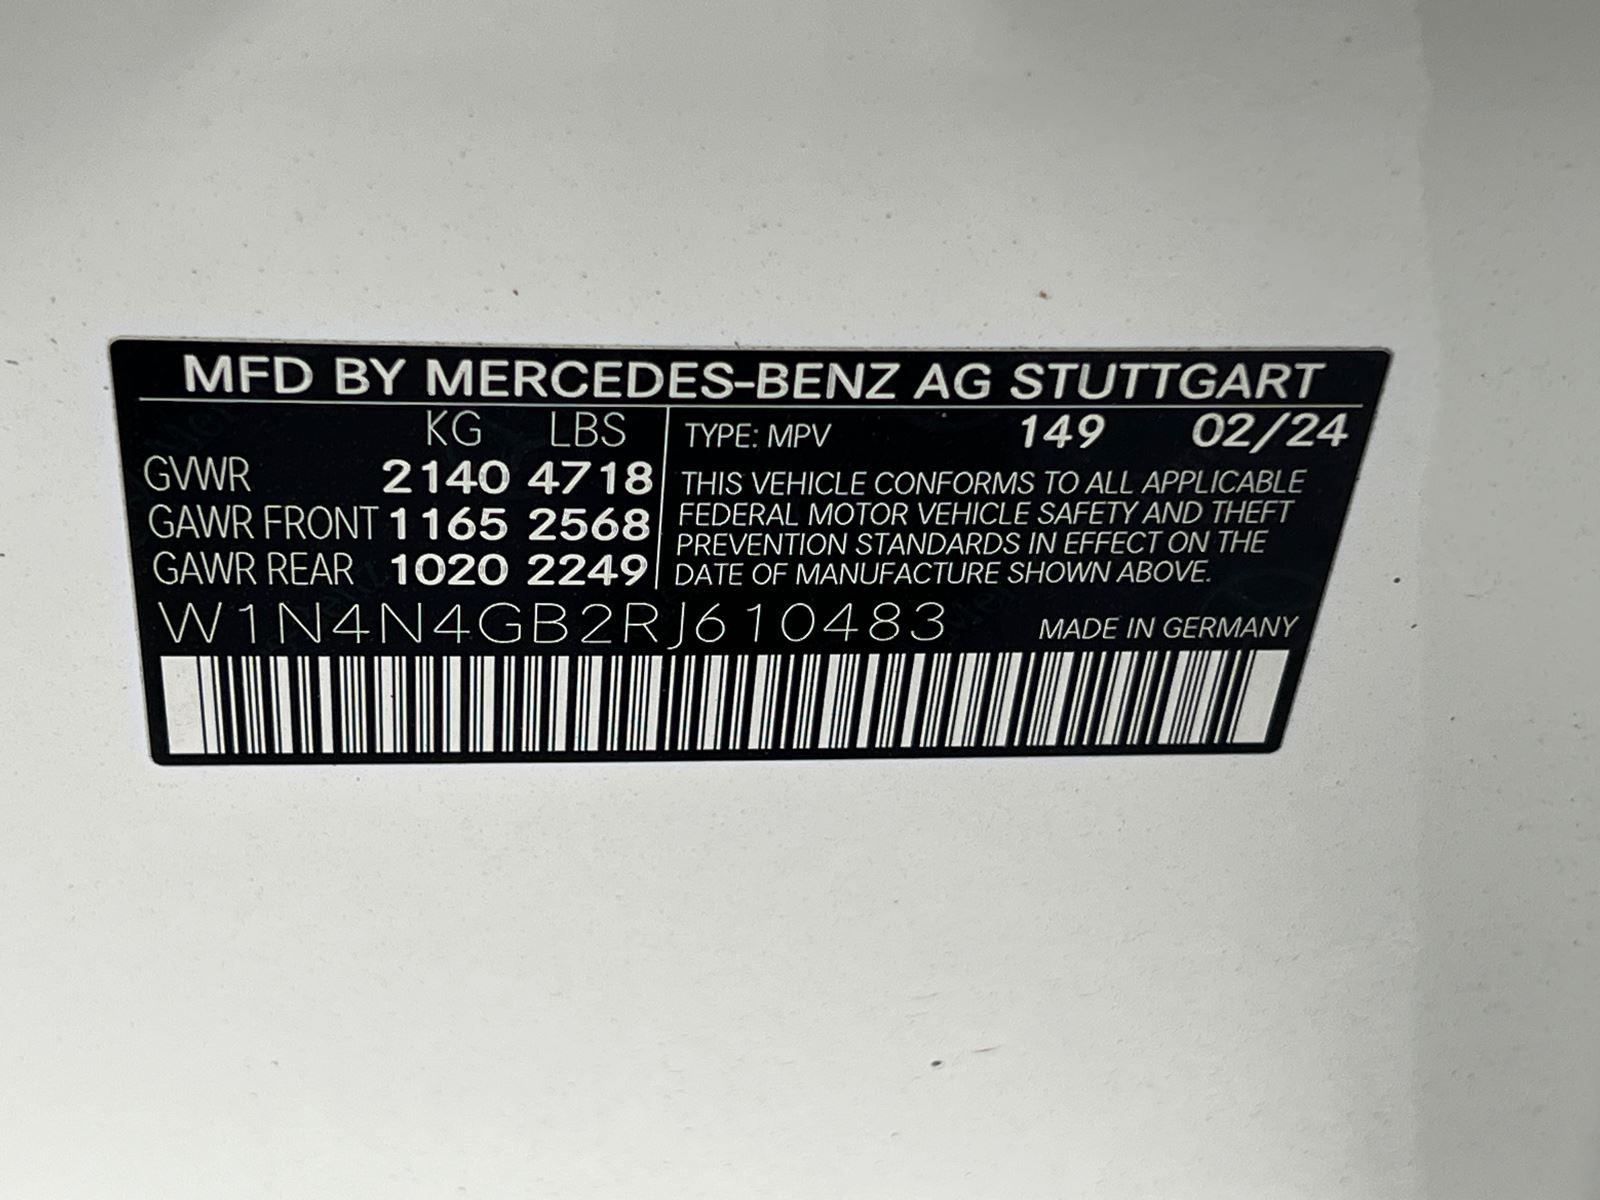 MFD BY MERCEDES-BENZ AG STUTTGART
KG LBS
GVWR 2140 4718
GAWR FRONT 1165 2568
GAWR REAR 1020 2249
TYPE: MPV 149 02/24
THIS VEHICLE CONFORMS TO ALL APPLICABLE
FEDERAL MOTOR VEHICLE SAFETY AND THEFT
PREVENTION STANDARDS IN EFFECT ON THE
DATE OF MANUFACTURE SHOWN ABOVE.
W1N4N4GB2RJ610483 MADE IN GERMANY